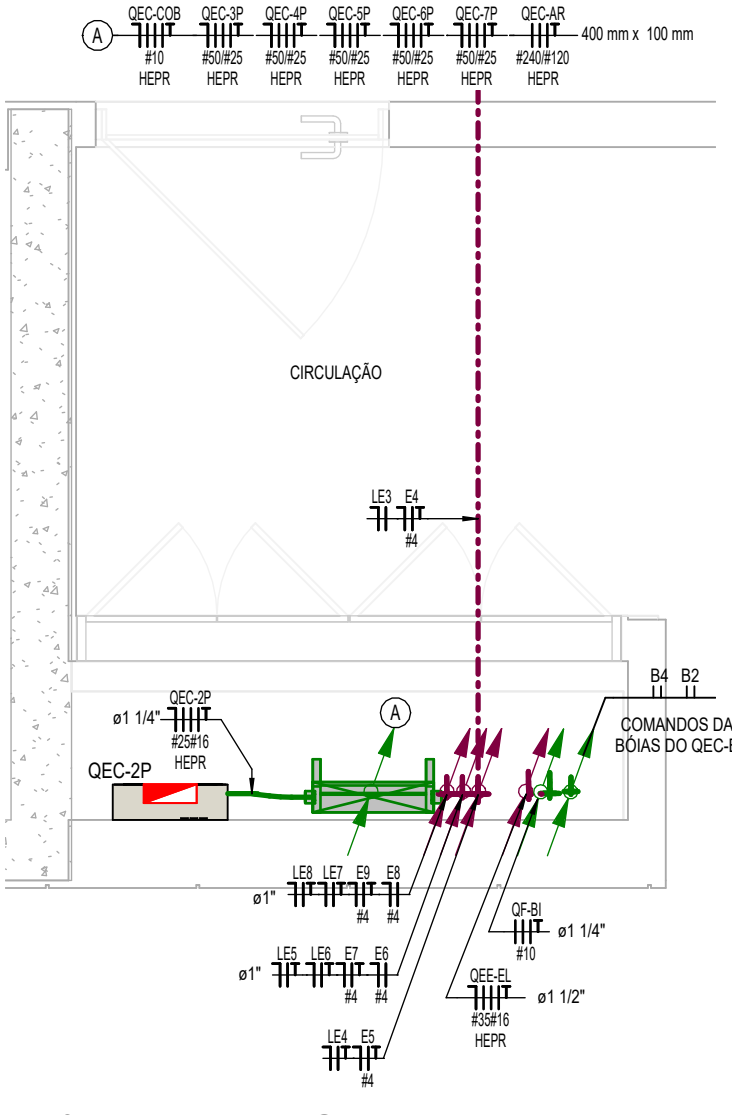 QEC-COB QEC-3P QEC-4P QEC-5P QEC-6P QEC-7P QEC-AR
A 400 mm x 100 mm
#10 #50/#25 #50/#25 #50/#25 #50/#25 #50/#25 #240/#120
HEPR HEPR HEPR HEPR HEPR HEPR HEPR
CIRCULAÇÃO
LE3 E4
#4
B4 B2
QEC-2P
ø1 1/4"
#25#16
HEPR
A
COMANDOS DA
BÓIAS DO QEC-B
QEC-2P
LE8 LE7 E9 E8
ø1"
#4 #4
QF-BI
ø1 1/4"
#10
LE5 LE6 E7 E6
ø1"
#4 #4
QEE-EL
ø1 1/2"
#35#16
HEPR
LE4 E5
#4